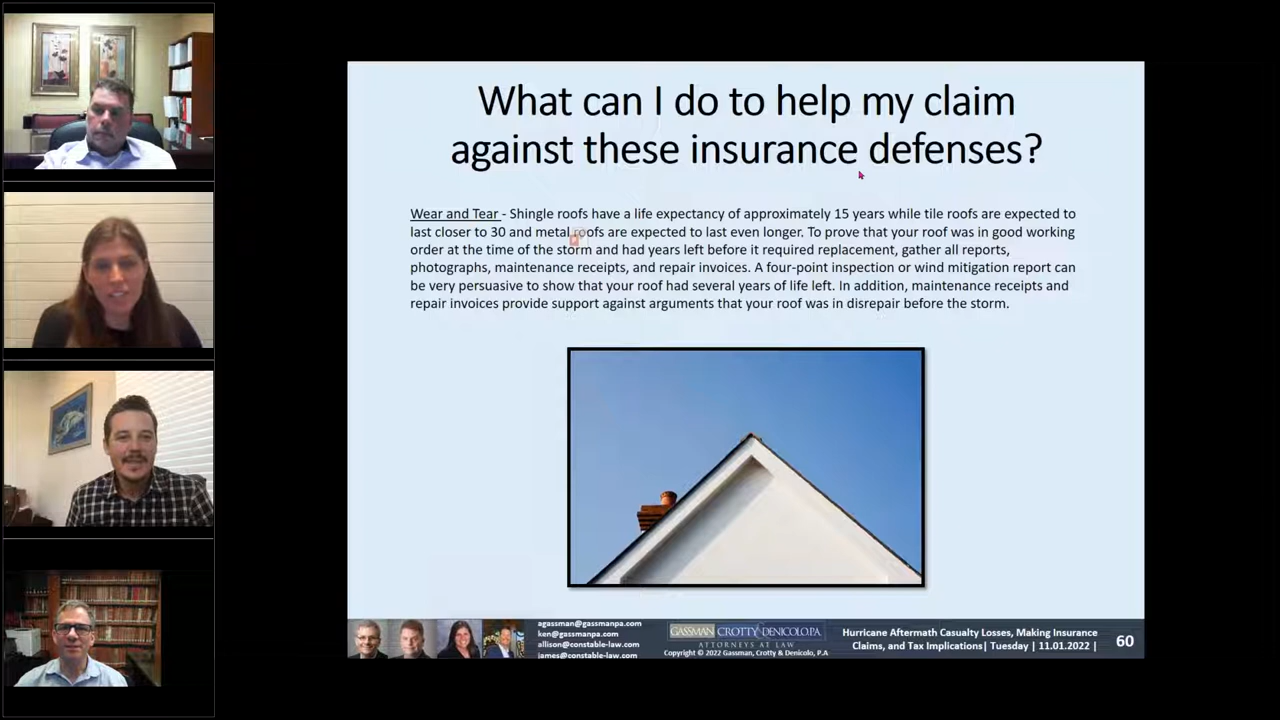 What can I do to help my claim
against these insurance defenses?
Wear and Tear - Shingle roofs have a life expectancy of approximately 15 years while tile roofs are expected to
last closer to 30 and metal roofs are expected to last even longer. To prove that your roof was in good working
order at the time of the storm and had years left before it required replacement, gather all reports,
photographs, maintenance receipts, and repair invoices. A four-point inspection or wind mitigation report can
be very persuasive to show that your roof had several years of life left. In addition, maintenance receipts and
repair invoices provide support against arguments that your roof was in disrepair before the storm.
agassman@gassmanpa.com
ken@gassmanpa.com
allison@constable-law.com
james@constable-law.com
GASSMAN CROTTY DENICOLO, P.A.
ATTORNEYS AT LAW
Copyright © 2022 Gassman, Crotty & Denicolo, P.A
Hurricane Aftermath Casualty Losses, Making Insurance
Claims, and Tax Implications| Tuesday | 11.01.2022 |
60